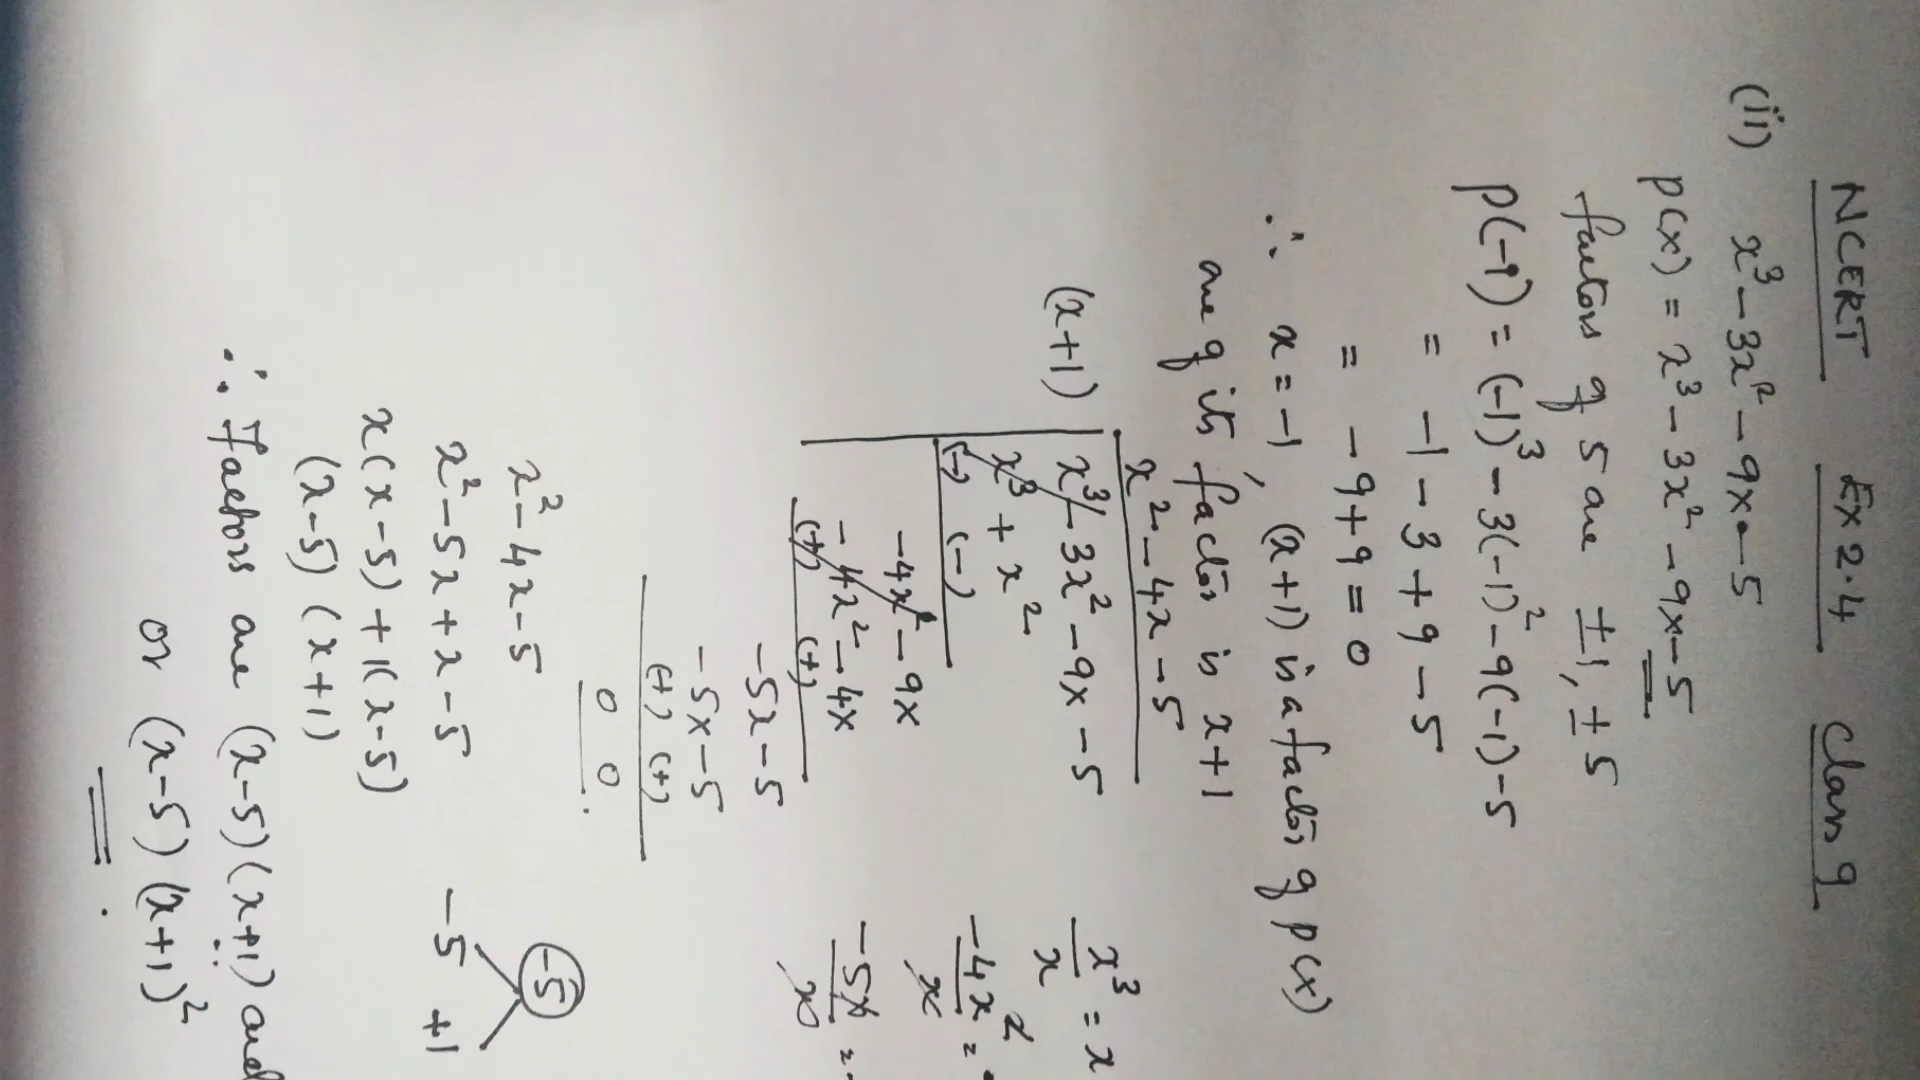 NCERT Ex 2.4 Class 9
(ii) x³ - 3x² - 9x - 5
p(x) = x³ - 3x² - 9x - 5
factors of 5 are ±1, ±5
p(-1) = (-1)³ - 3(-1)² - 9(-1) - 5
= -1 - 3 + 9 - 5
= -9 + 9 = 0
∴ x = -1, (x+1) is a factor of p(x)
one of its factor is x+1
x² - 4x - 5
(x+1) x³ - 3x² - 9x - 5
x³ + x²
(-) (-)
-4x² - 9x
-4x² - 4x
(+) (+)
-5x - 5
-5x - 5
(+) (+)
0 0
x³/x = x
-4x²/x =
-5x/x =
x² - 4x - 5
x² - 5x + x - 5
x(x-5) + 1(x-5)
(x-5) (x+1)
-5
-5 +1
∴ Factors are (x-5)(x+1) and
or (x-5)(x+1)²